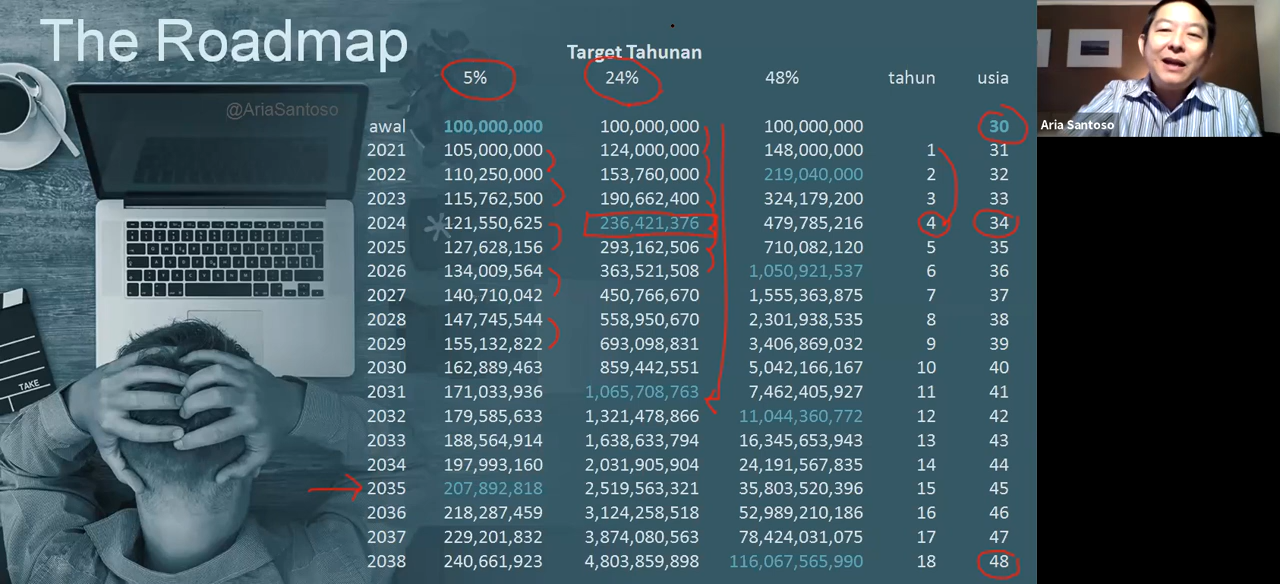 The Roadmap
Target Tahunan
5% 24% 48% tahun usia
@AriaSantoso
awal 100,000,000 100,000,000 100,000,000 30
2021 105,000,000 124,000,000 148,000,000 1 31
2022 110,250,000 153,760,000 219,040,000 2 32
2023 115,762,500 190,662,400 324,179,200 3 33
2024 121,550,625 236,421,376 479,785,216 4 34
2025 127,628,156 293,162,506 710,082,120 5 35
2026 134,009,564 363,521,508 1,050,921,537 6 36
2027 140,710,042 450,766,670 1,555,363,875 7 37
2028 147,745,544 558,950,670 2,301,938,535 8 38
2029 155,132,822 693,098,831 3,406,869,032 9 39
2030 162,889,463 859,442,551 5,042,166,167 10 40
2031 171,033,936 1,065,708,763 7,462,405,927 11 41
2032 179,585,633 1,321,478,866 11,044,360,772 12 42
2033 188,564,914 1,638,633,794 16,345,653,943 13 43
2034 197,993,160 2,031,905,904 24,191,567,835 14 44
2035 207,892,818 2,519,563,321 35,803,520,396 15 45
2036 218,287,459 3,124,258,518 52,989,210,186 16 46
2037 229,201,832 3,874,080,563 78,424,031,075 17 47
2038 240,661,923 4,803,859,898 116,067,565,990 18 48
TAKE
Aria Santoso